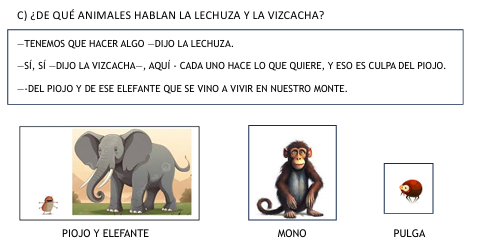 C) ¿DE QUÉ ANIMALES HABLAN LA LECHUZA Y LA VIZCACHA?
—TENEMOS QUE HACER ALGO —DIJO LA LECHUZA.
—SÍ, SÍ —DIJO LA VIZCACHA—, AQUÍ - CADA UNO HACE LO QUE QUIERE, Y ESO ES CULPA DEL PIOJO.
—-DEL PIOJO Y DE ESE ELEFANTE QUE SE VINO A VIVIR EN NUESTRO MONTE.
PIOJO Y ELEFANTE
MONO
PULGA